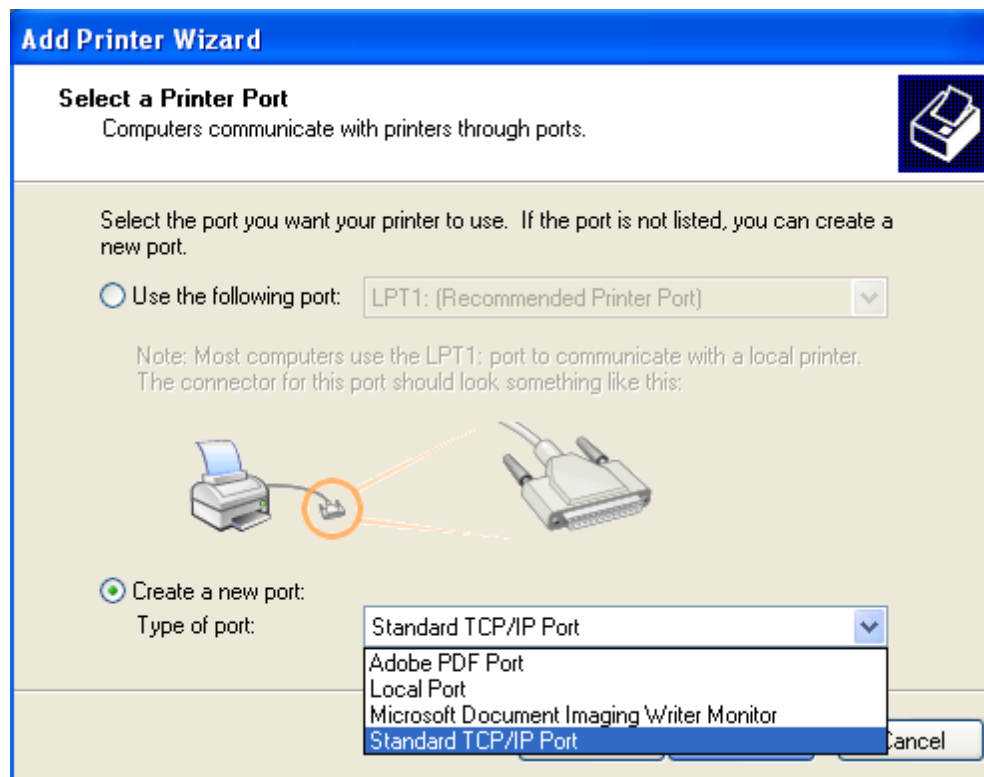 Add Printer Wizard
Select a Printer Port
Computers communicate with printers through ports.
Select the port you want your printer to use. If the port is not listed, you can create a
new port.
Use the following port: LPT1: (Recommended Printer Port)
Note: Most computers use the LPT1: port to communicate with a local printer.
The connector for this port should look something like this:
Create a new port:
Type of port: Standard TCP/IP Port
Adobe PDF Port
Local Port
Microsoft Document Imaging Writer Monitor
Standard TCP/IP Port
Cancel